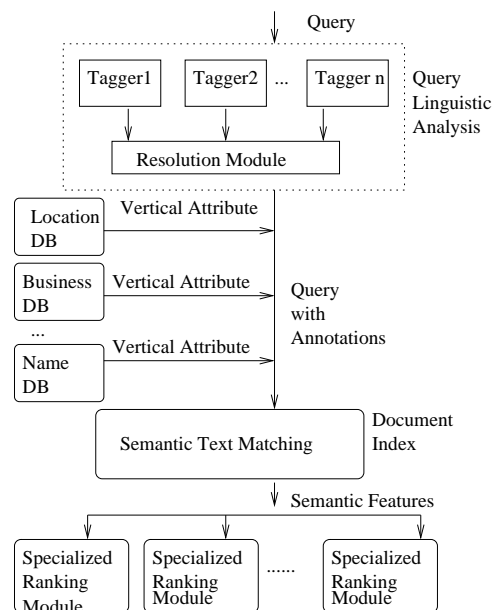 Query
Tagger1
Tagger2
...
Tagger n
Query
Linguistic
Analysis
Resolution Module
Location
DB
Vertical Attribute
Business
DB
Vertical Attribute
Query
with
Annotations
...
Name
DB
Vertical Attribute
Semantic Text Matching
Document
Index
Semantic Features
Specialized
Ranking
Module
Specialized
Ranking
Module
......
Specialized
Ranking
Module